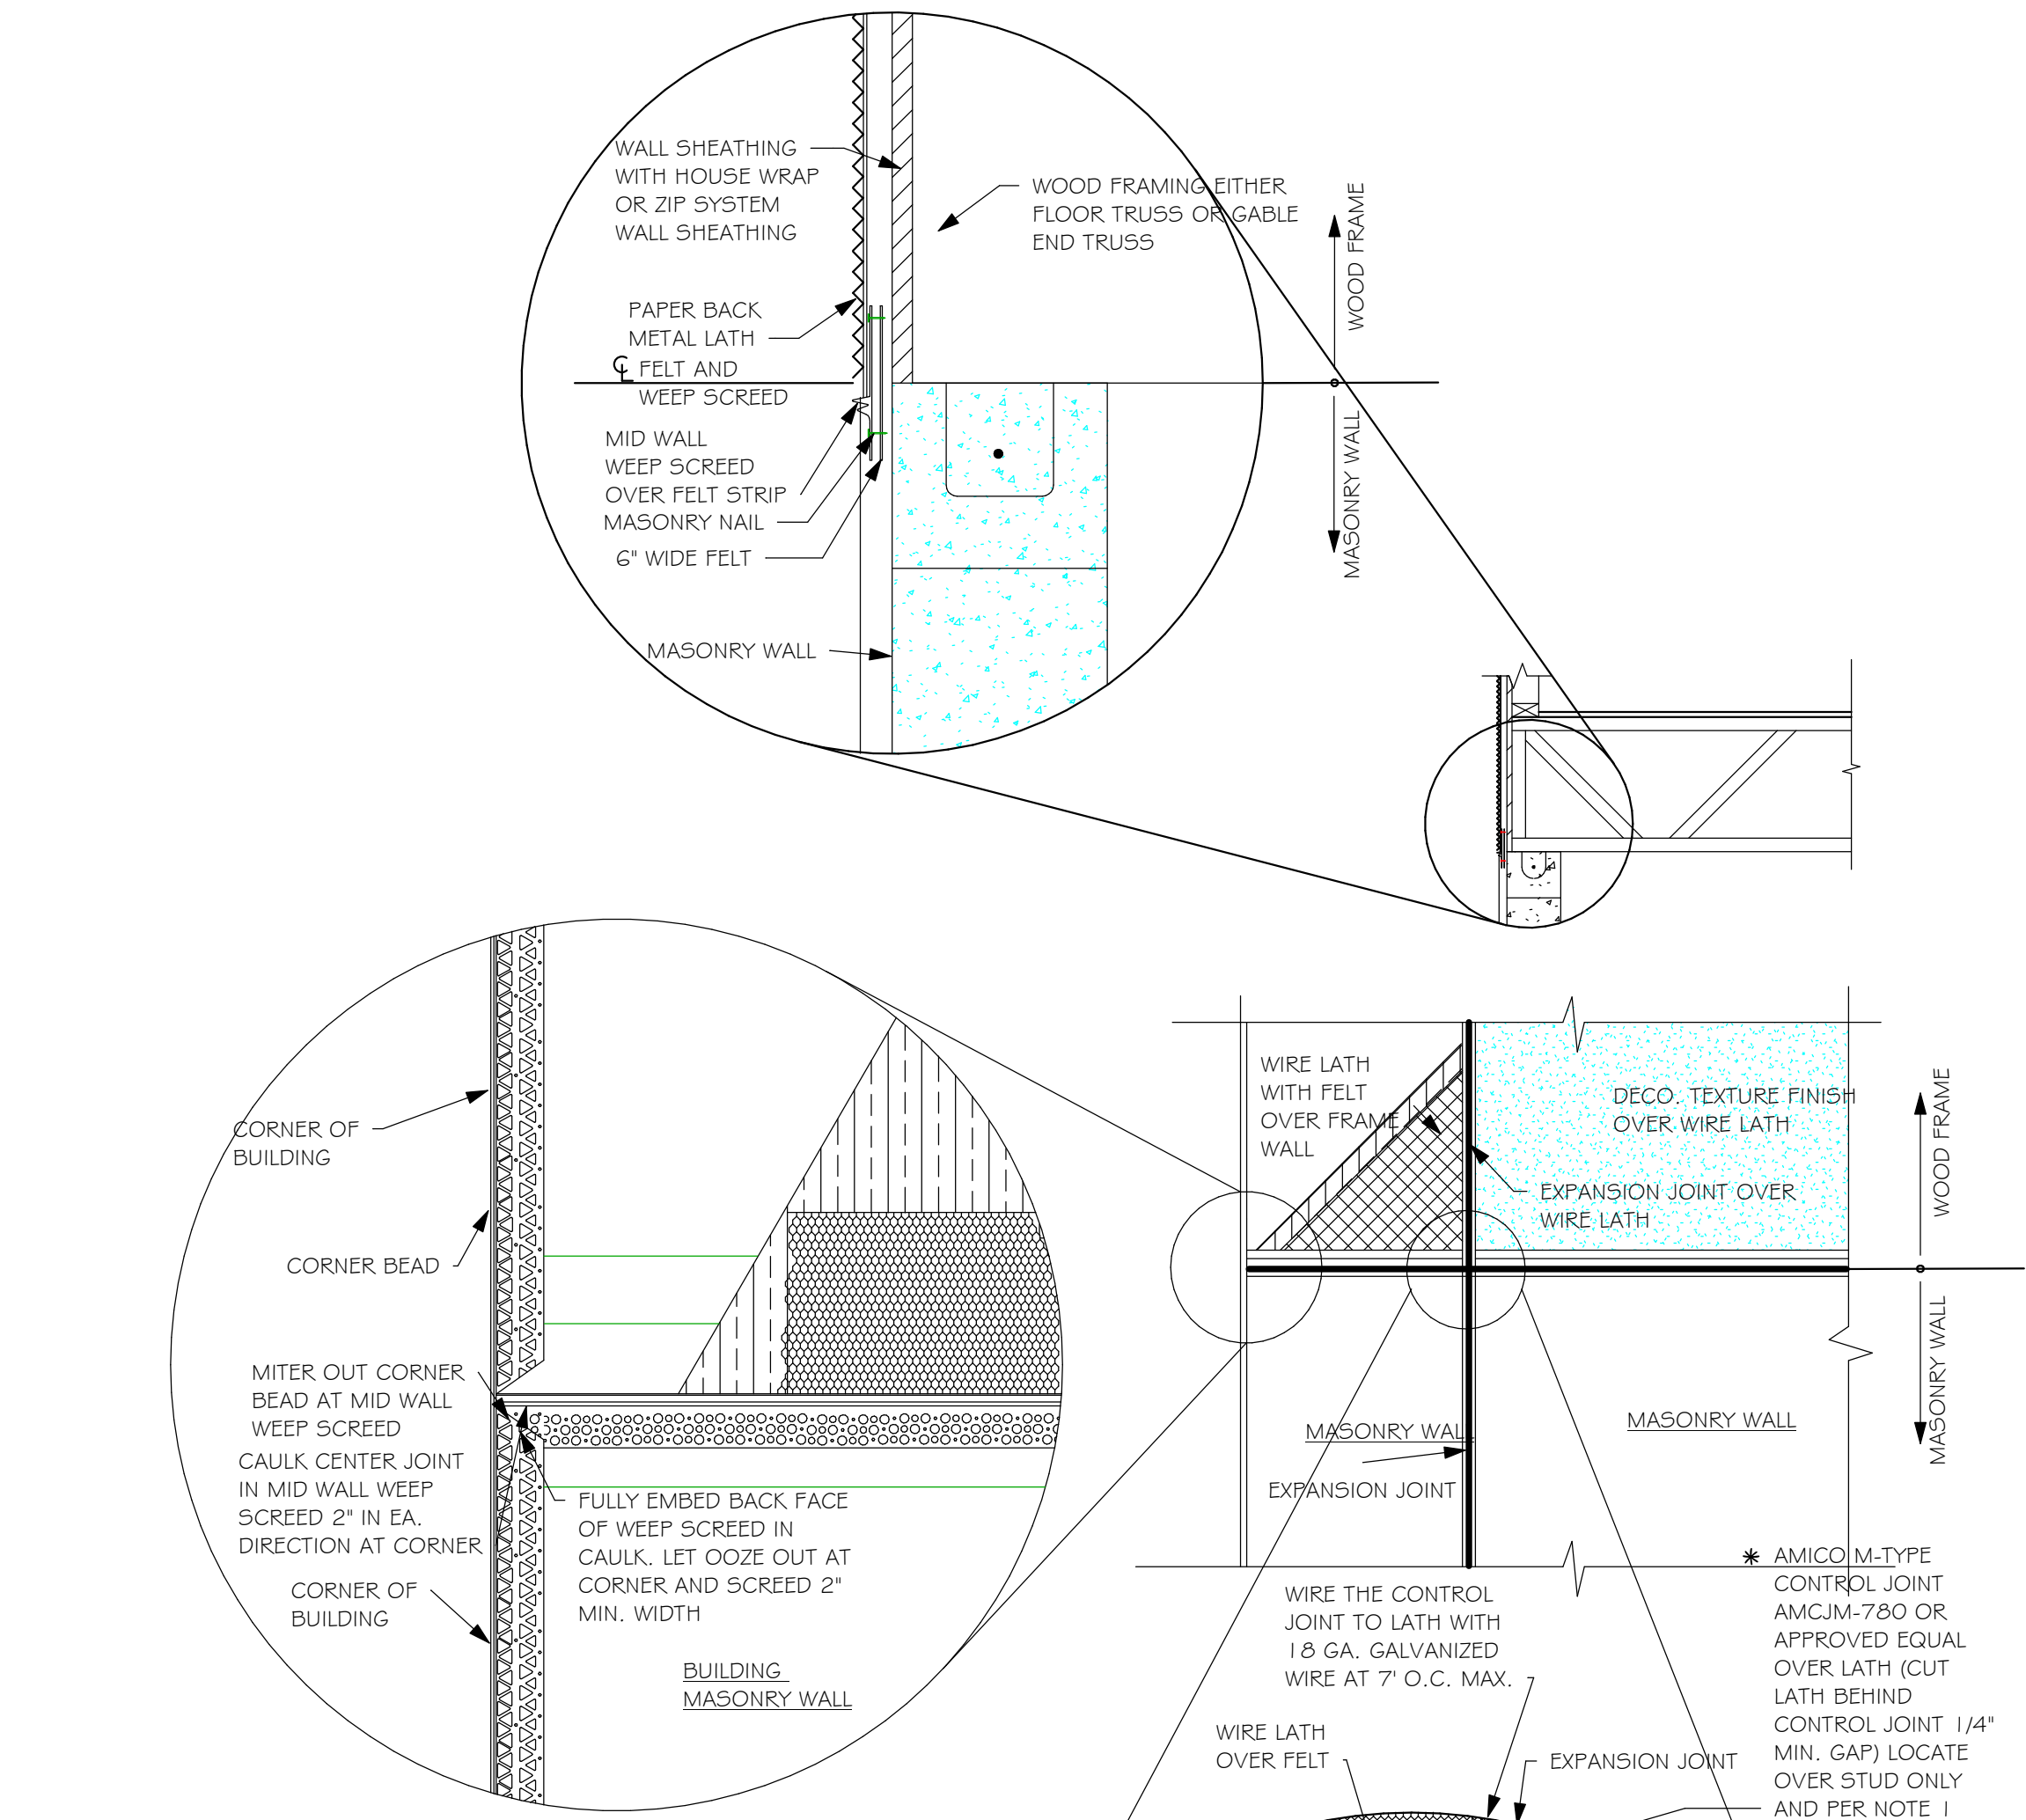 WALL SHEATHING
WITH HOUSE WRAP
OR ZIP SYSTEM
WALL SHEATHING
WOOD FRAMING EITHER
FLOOR TRUSS OR GABLE
END TRUSS
PAPER BACK
METAL LATH
℄ FELT AND
WEEP SCREED
MID WALL
WEEP SCREED
OVER FELT STRIP
MASONRY NAIL
6" WIDE FELT
MASONRY WALL
WOOD FRAME
MASONRY WALL
CORNER OF
BUILDING
CORNER BEAD
MITER OUT CORNER
BEAD AT MID WALL
WEEP SCREED
CAULK CENTER JOINT
IN MID WALL WEEP
SCREED 2" IN EA.
DIRECTION AT CORNER
CORNER OF
BUILDING
FULLY EMBED BACK FACE
OF WEEP SCREED IN
CAULK. LET OOZE OUT AT
CORNER AND SCREED 2"
MIN. WIDTH
BUILDING
MASONRY WALL
WIRE LATH
WITH FELT
OVER FRAME
WALL
DECO. TEXTURE FINISH
OVER WIRE LATH
EXPANSION JOINT OVER
WIRE LATH
WOOD FRAME
MASONRY WALL
MASONRY WALL
MASONRY WALL
EXPANSION JOINT
WIRE THE CONTROL
JOINT TO LATH WITH
18 GA. GALVANIZED
WIRE AT 7' O.C. MAX.
WIRE LATH
OVER FELT
EXPANSION JOINT
* AMICO M-TYPE
CONTROL JOINT
AMCJM-780 OR
APPROVED EQUAL
OVER LATH (CUT
LATH BEHIND
CONTROL JOINT 1/4"
MIN. GAP) LOCATE
OVER STUD ONLY
AND PER NOTE 1